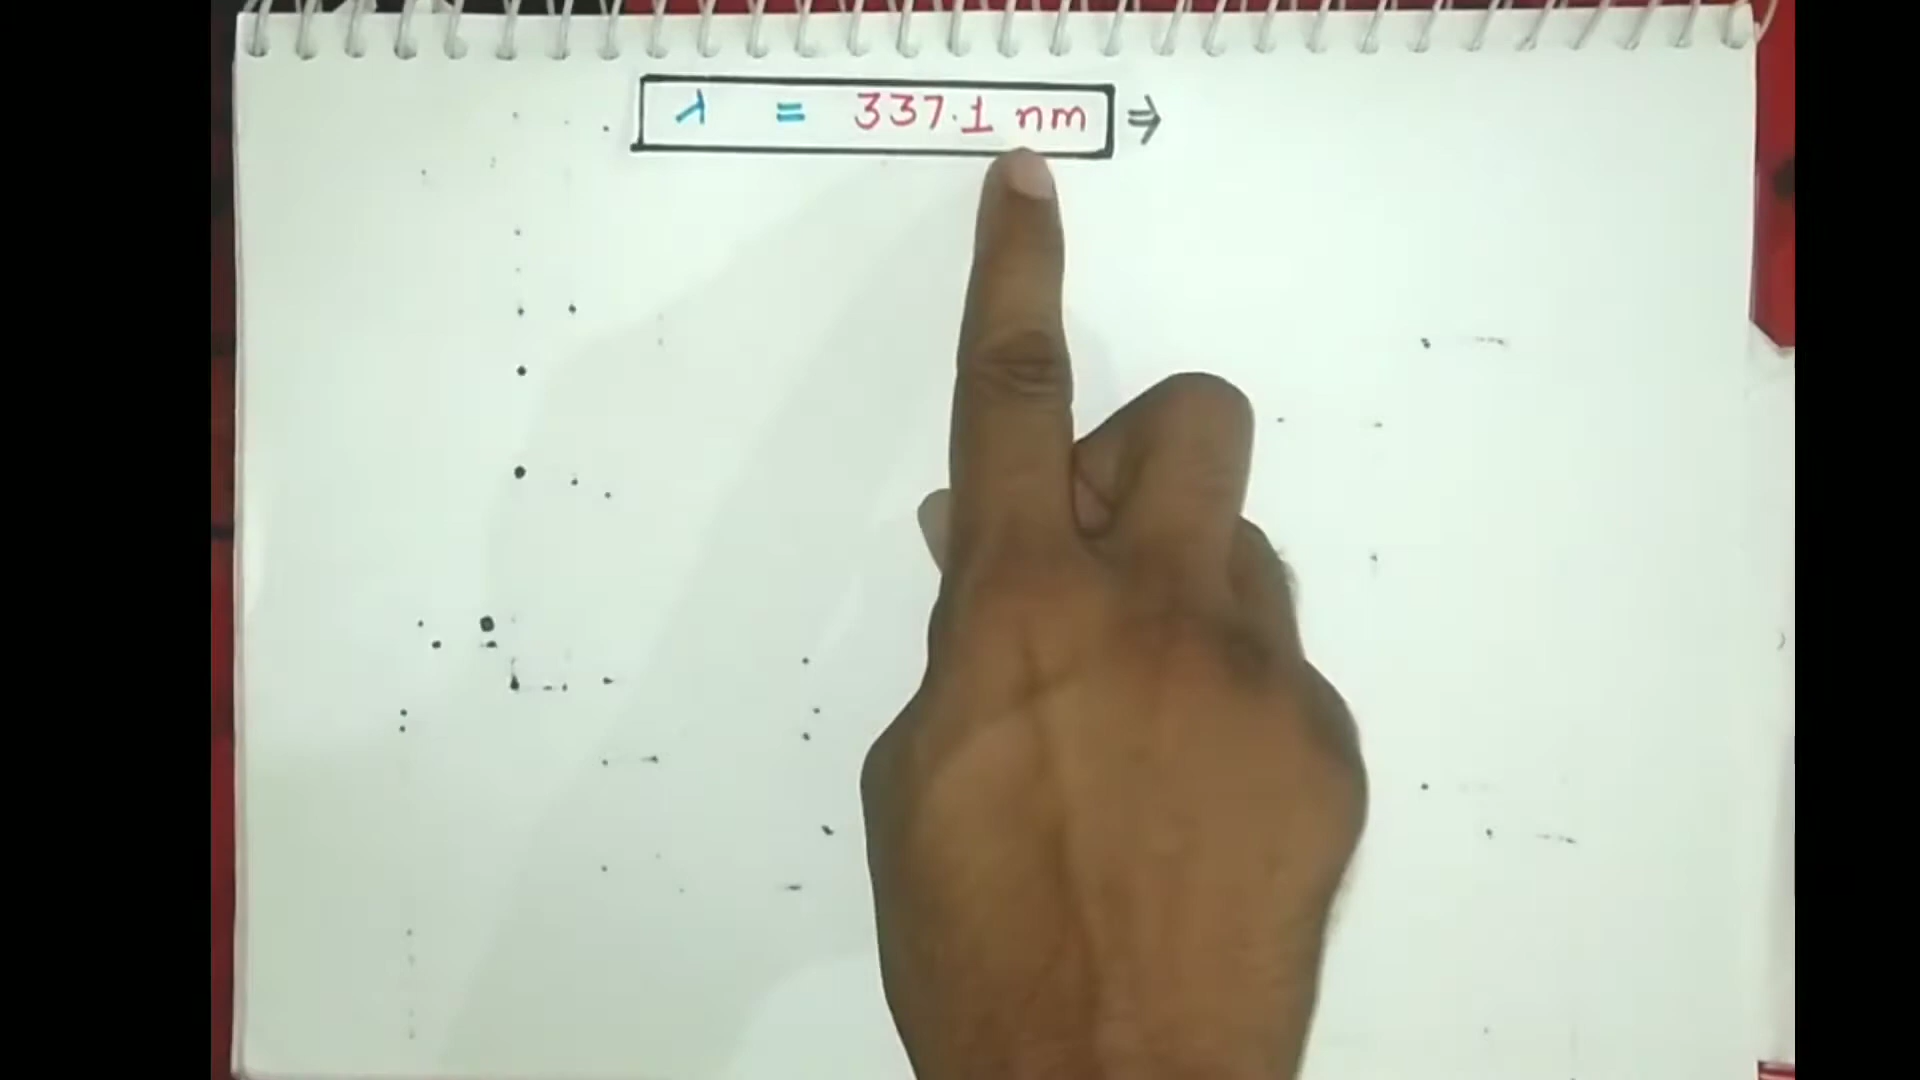 λ = 337.1 nm ⇒